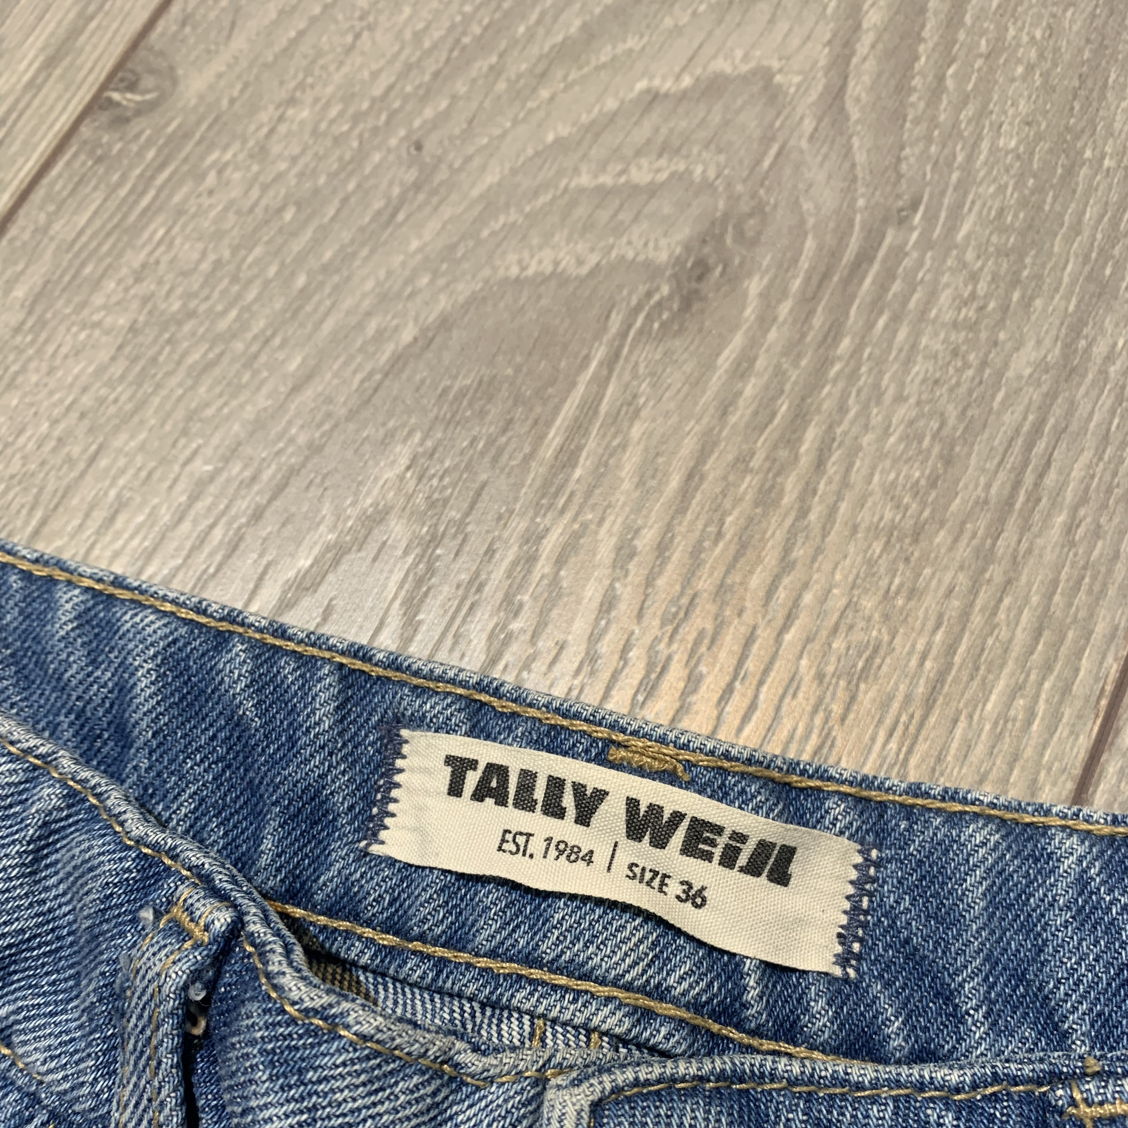 TALLY WEiJL
EST. 1984 | SIZE 36